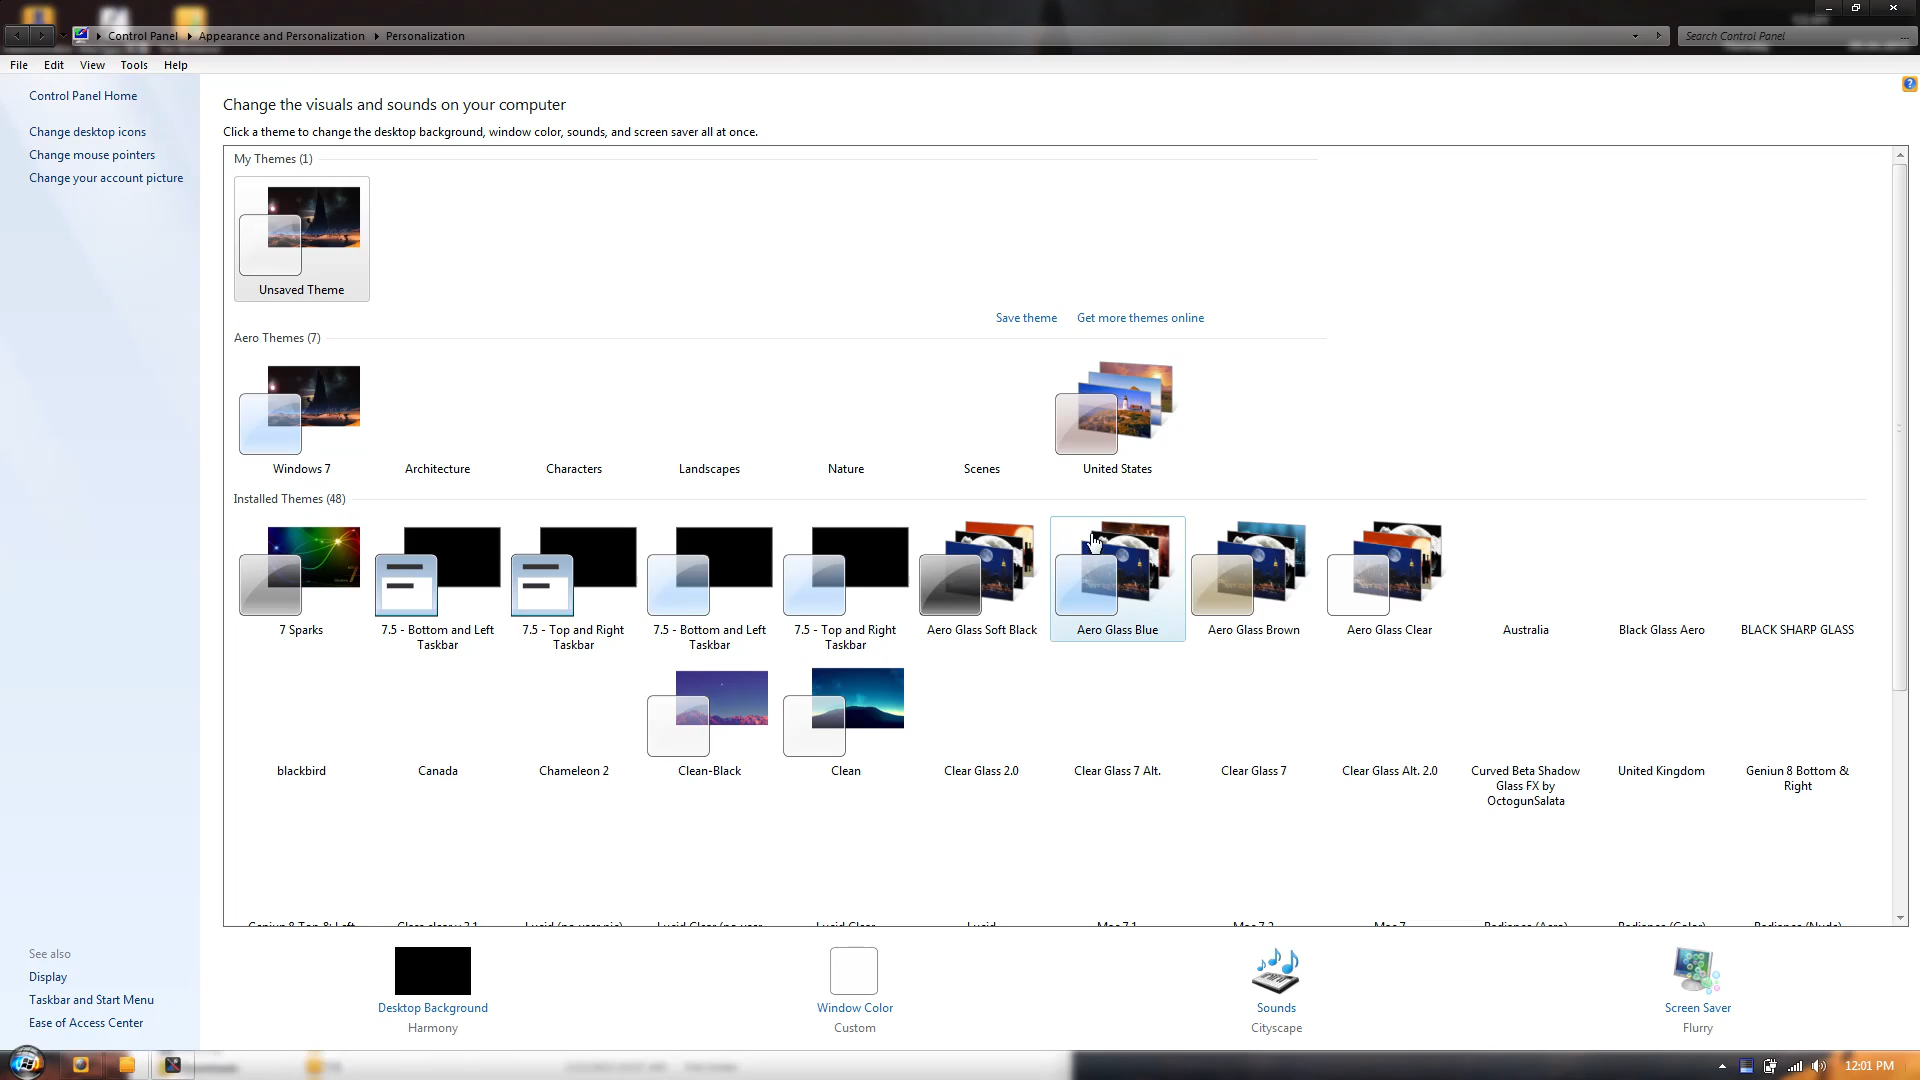 Control Panel Appearance and Personalization Personalization
Search Control Panel
File Edit View Tools Help
Control Panel Home
Change desktop icons
Change mouse pointers
Change your account picture
Change the visuals and sounds on your computer
Click a theme to change the desktop background, window color, sounds, and screen saver all at once.
My Themes (1)
Unsaved Theme
Save theme Get more themes online
Aero Themes (7)
Windows 7 Architecture Characters Landscapes Nature Scenes United States
Installed Themes (48)
7 Sparks
7.5 - Bottom and Left
Taskbar
7.5 - Top and Right
Taskbar
7.5 - Bottom and Left
Taskbar
7.5 - Top and Right
Taskbar
Aero Glass Soft Black
Aero Glass Blue
Aero Glass Brown
Aero Glass Clear
Australia
Black Glass Aero
BLACK SHARP GLASS
blackbird
Canada
Chameleon 2
Clean-Black
Clean
Clear Glass 2.0
Clear Glass 7 Alt.
Clear Glass 7
Clear Glass Alt. 2.0
Curved Beta Shadow
Glass FX by
OctogunSalata
United Kingdom
Geniun 8 Bottom &
Right
See also
Display
Taskbar and Start Menu
Ease of Access Center
Desktop Background
Harmony
Window Color
Custom
Sounds
Cityscape
Screen Saver
Flurry
12:01 PM